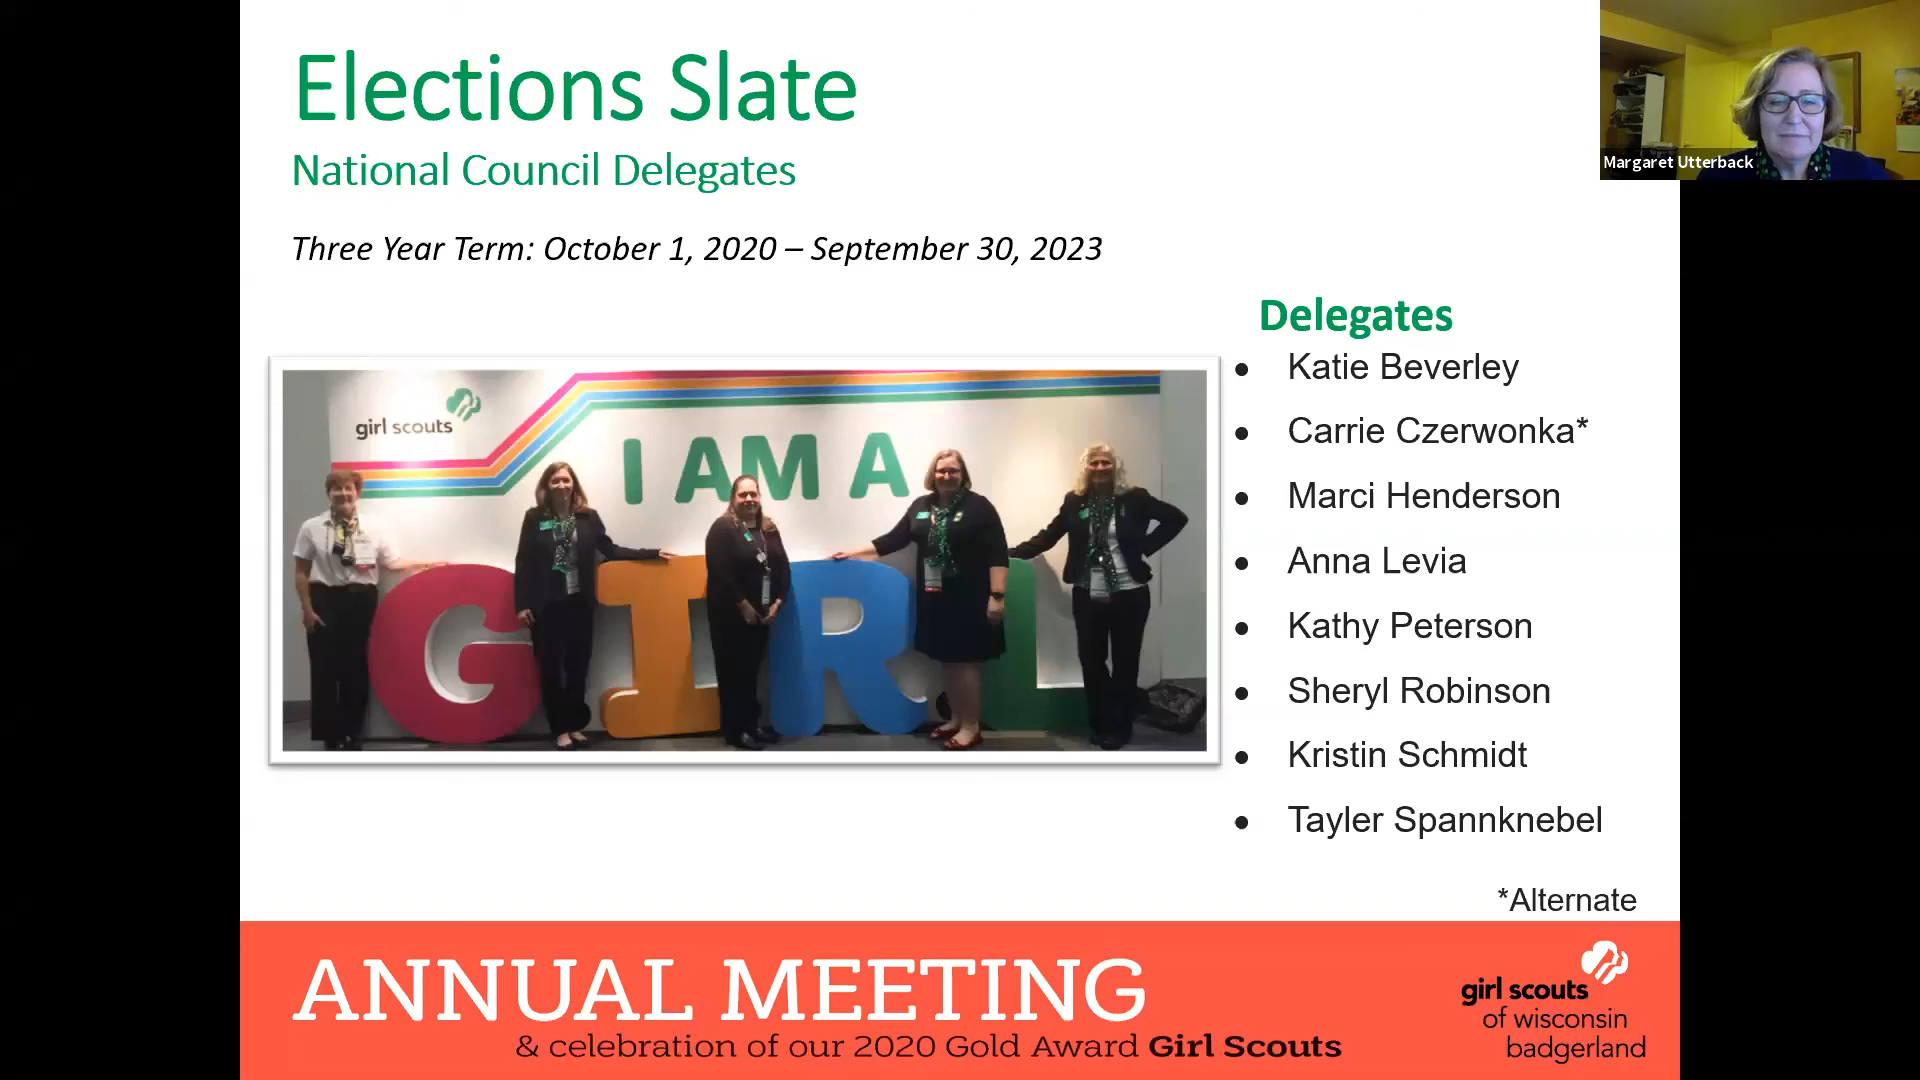 Elections Slate
National Council Delegates
Three Year Term: October 1, 2020 – September 30, 2023
Margaret Utterback
girl scouts
I AM A
GIRL
Delegates
• Katie Beverley
• Carrie Czerwonka*
• Marci Henderson
• Anna Levia
• Kathy Peterson
• Sheryl Robinson
• Kristin Schmidt
• Tayler Spannknebel
*Alternate
ANNUAL MEETING
& celebration of our 2020 Gold Award Girl Scouts
girl scouts
of wisconsin
badgerland